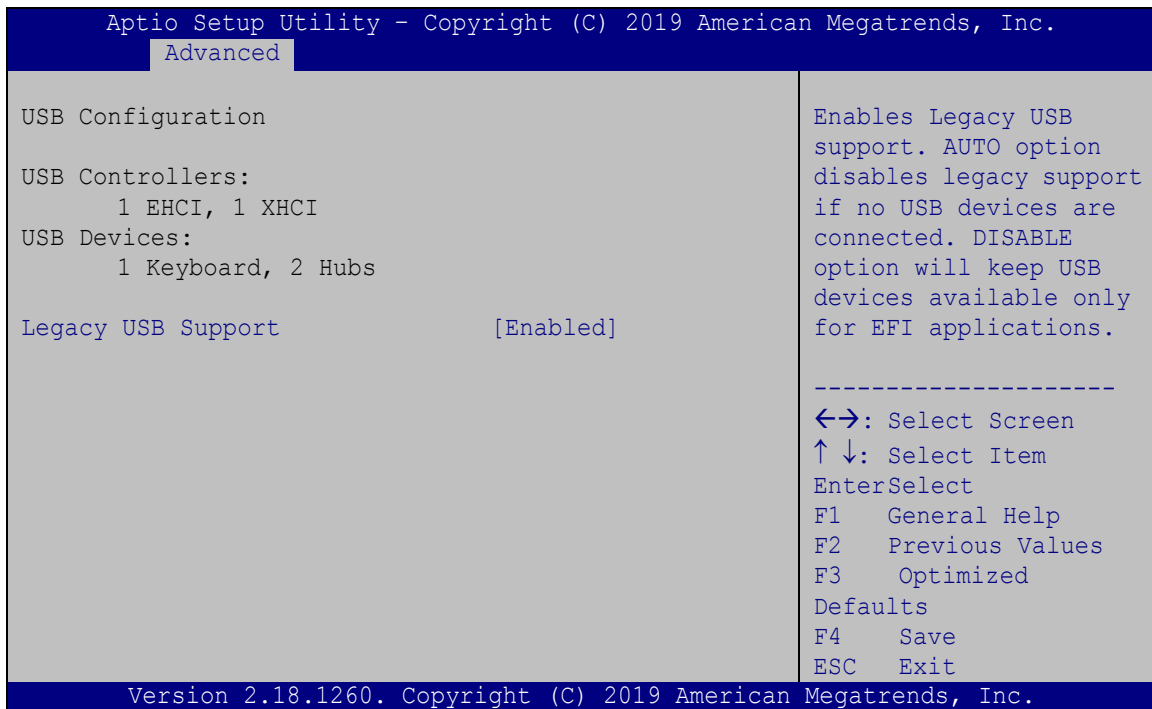 Aptio Setup Utility – Copyright (C) 2019 American Megatrends, Inc.
Advanced
USB Configuration
USB Controllers:
1 EHCI, 1 XHCI
USB Devices:
1 Keyboard, 2 Hubs
Legacy USB Support [Enabled]
Enables Legacy USB
support. AUTO option
disables legacy support
if no USB devices are
connected. DISABLE
option will keep USB
devices available only
for EFI applications.
---------------------
←→: Select Screen
↑ ↓: Select Item
EnterSelect
F1 General Help
F2 Previous Values
F3 Optimized
Defaults
F4 Save
ESC Exit
Version 2.18.1260. Copyright (C) 2019 American Megatrends, Inc.